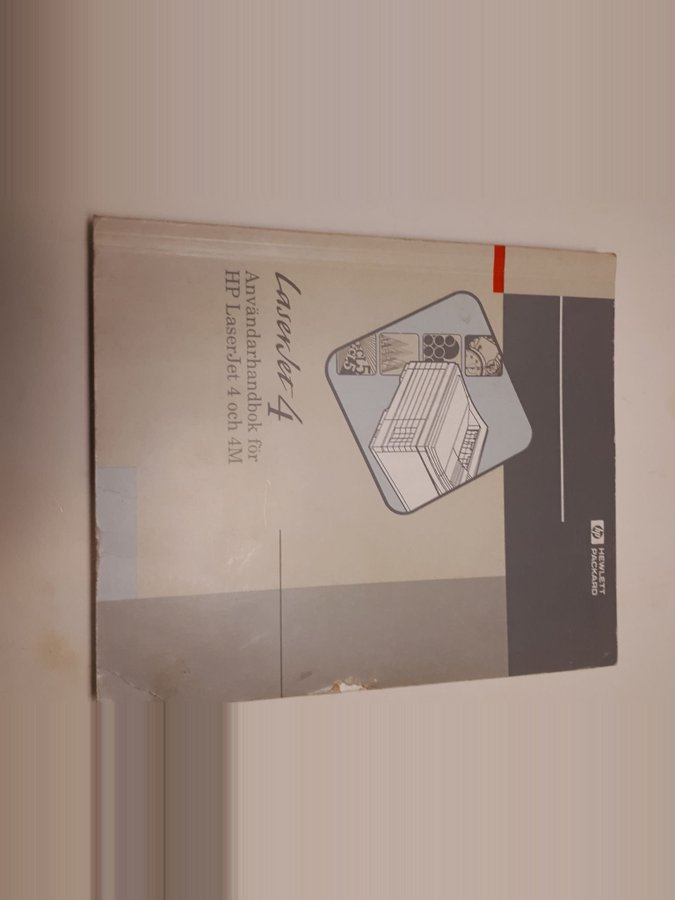 HEWLETT
PACKARD
LaserJet 4
Användarhandbok för
HP LaserJet 4 och 4M